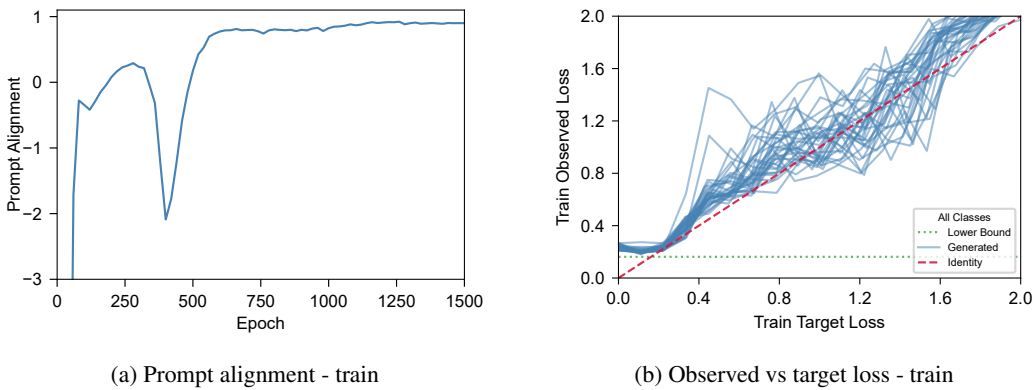 1
0
−1
−2
−3
Prompt Alignment
0
250
500
750
1000
1250
1500
Epoch
(a) Prompt alignment - train
2.0
1.6
1.2
0.8
0.4
0.0
Train Observed Loss
All Classes
Lower Bound
Generated
Identity
0.0
0.4
0.8
1.2
1.6
2.0
Train Target Loss
(b) Observed vs target loss - train